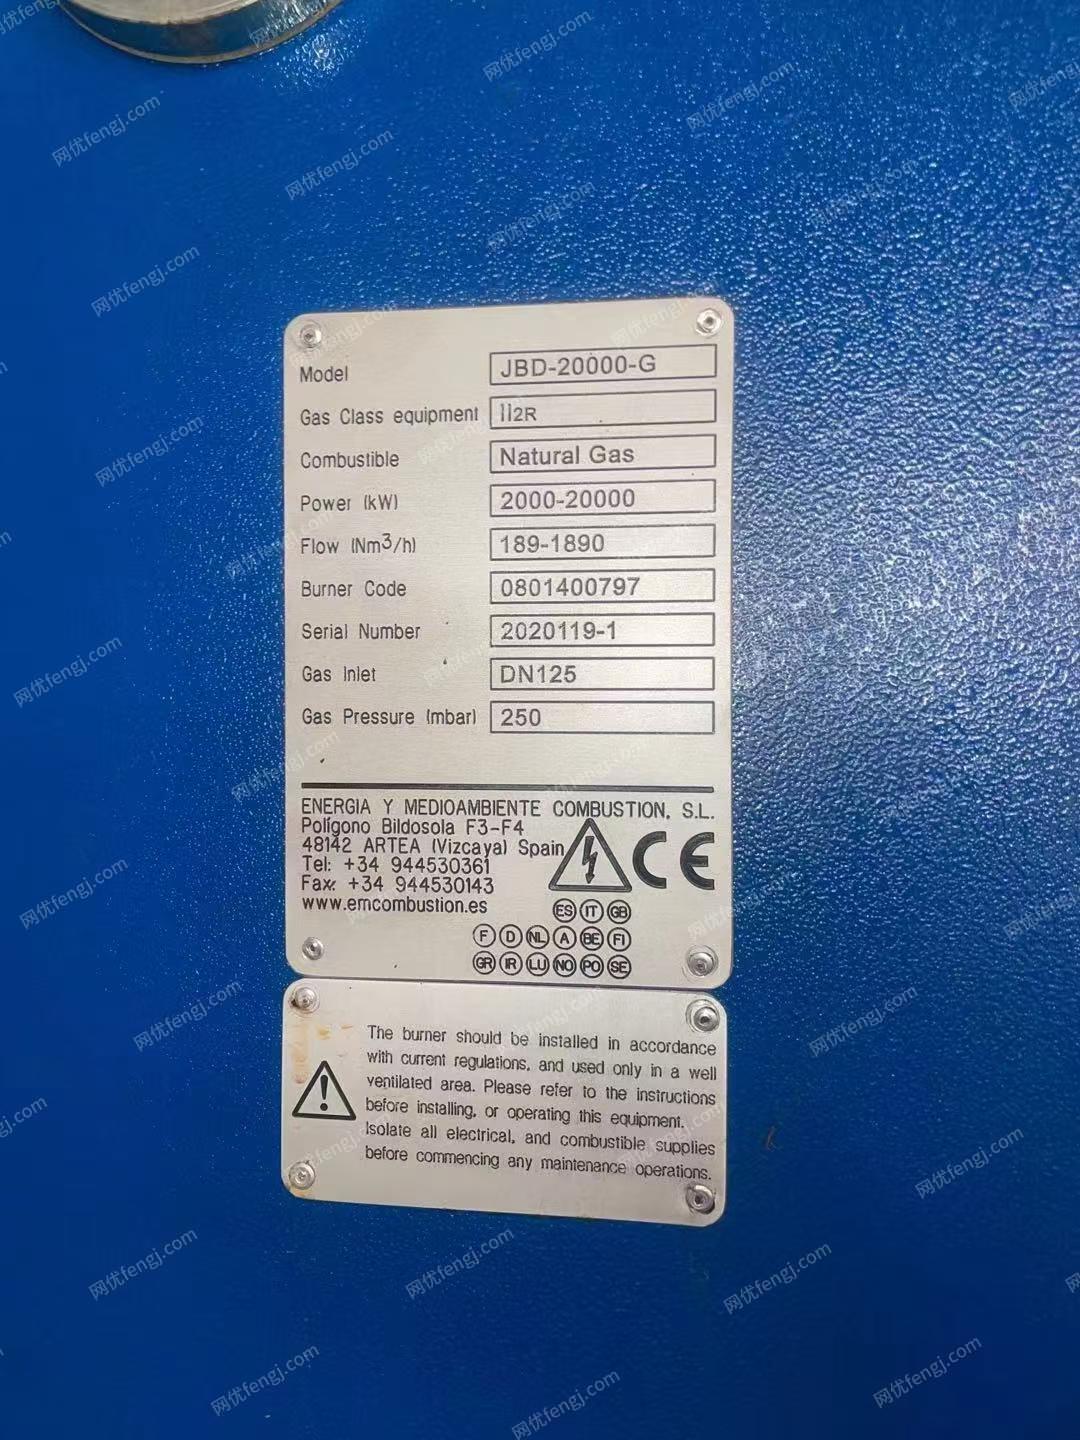 Model JBD-20000-G
Gas Class equipment II2R
Combustible Natural Gas
Power (kW) 2000-20000
Flow (Nm3/h) 189-1890
Burner Code 0801400797
Serial Number 2020119-1
Gas Inlet DN125
Gas Pressure (mbar) 250
ENERGIA Y MEDIOAMBIENTE COMBUSTION, S.L.
Polígono Bildosola F3-F4
48142 ARTEA (Vizcaya) Spain
Tel: +34 944530361
Fax: +34 944530143
www.emcombustion.es
CE
ES IT GB
F D NL A BE FI
GR IR LU NO PO SE
The burner should be installed in accordance
with current regulations, and used only in a well
ventilated area. Please refer to the instructions
before installing, or operating this equipment.
Isolate all electrical, and combustible supplies
before commencing any maintenance operations.
网优fengj.com